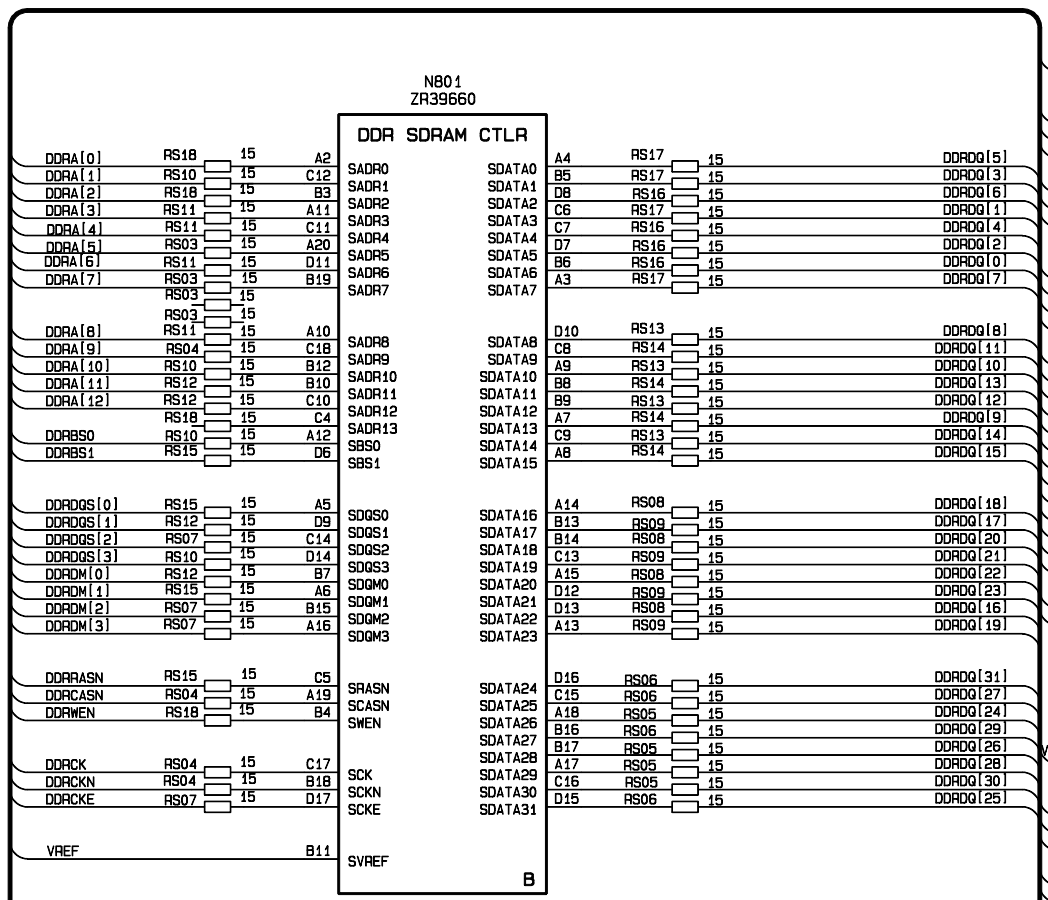 N801
ZR39660
DDR SDRAM CTLR
DDRA[0] RS18 15 A2 SADR0 SDATA0 A4 RS17 15 DDRDQ[5]
DDRA[1] RS10 15 C12 SADR1 SDATA1 B5 RS17 15 DDRDQ[3]
DDRA[2] RS18 15 B3 SADR2 SDATA2 D8 RS16 15 DDRDQ[6]
DDRA[3] RS11 15 A11 SADR3 SDATA3 C6 RS17 15 DDRDQ[1]
DDRA[4] RS11 15 C11 SADR4 SDATA4 C7 RS16 15 DDRDQ[4]
DDRA[5] RS03 15 A20 SADR5 SDATA5 D7 RS16 15 DDRDQ[2]
DDRA[6] RS11 15 D11 SADR6 SDATA6 B6 RS16 15 DDRDQ[0]
DDRA[7] RS03 15 B19 SADR7 SDATA7 A3 RS17 15 DDRDQ[7]
RS03 15
RS03 15
DDRA[8] RS11 15 A10 SADR8 SDATA8 D10 RS13 15 DDRDQ[8]
DDRA[9] RS04 15 C18 SADR9 SDATA9 C8 RS14 15 DDRDQ[11]
DDRA[10] RS10 15 B12 SADR10 SDATA10 A9 RS13 15 DDRDQ[10]
DDRA[11] RS12 15 B10 SADR11 SDATA11 B8 RS14 15 DDRDQ[13]
DDRA[12] RS12 15 C10 SADR12 SDATA12 B9 RS13 15 DDRDQ[12]
RS18 15 C4 SADR13 SDATA13 A7 RS14 15 DDRDQ[9]
DDRBS0 RS10 15 A12 SBS0 SDATA14 C9 RS13 15 DDRDQ[14]
DDRBS1 RS15 15 D6 SBS1 SDATA15 A8 RS14 15 DDRDQ[15]
DDRDQS[0] RS15 15 A5 SDQS0 SDATA16 A14 RS08 15 DDRDQ[18]
DDRDQS[1] RS12 15 D9 SDQS1 SDATA17 B13 RS09 15 DDRDQ[17]
DDRDQS[2] RS07 15 C14 SDQS2 SDATA18 B14 RS08 15 DDRDQ[20]
DDRDQS[3] RS10 15 D14 SDQS3 SDATA19 C13 RS09 15 DDRDQ[21]
DDRDM[0] RS12 15 B7 SDQM0 SDATA20 A15 RS08 15 DDRDQ[22]
DDRDM[1] RS15 15 A6 SDQM1 SDATA21 D12 RS09 15 DDRDQ[23]
DDRDM[2] RS07 15 B15 SDQM2 SDATA22 D13 RS08 15 DDRDQ[16]
DDRDM[3] RS07 15 A16 SDQM3 SDATA23 A13 RS09 15 DDRDQ[19]
DDRRASN RS15 15 C5 SRASN SDATA24 D16 RS06 15 DDRDQ[31]
DDRCASN RS04 15 A19 SCASN SDATA25 C15 RS06 15 DDRDQ[27]
DDRWEN RS18 15 B4 SWEN SDATA26 A18 RS05 15 DDRDQ[24]
SDATA27 B16 RS06 15 DDRDQ[29]
SDATA28 B17 RS05 15 DDRDQ[26]
DDRCK RS04 15 C17 SCK SDATA29 A17 RS05 15 DDRDQ[28]
DDRCKN RS04 15 B18 SCKN SDATA30 C16 RS05 15 DDRDQ[30]
DDRCKE RS07 15 D17 SCKE SDATA31 D15 RS06 15 DDRDQ[25]
VREF B11 SVREF
B